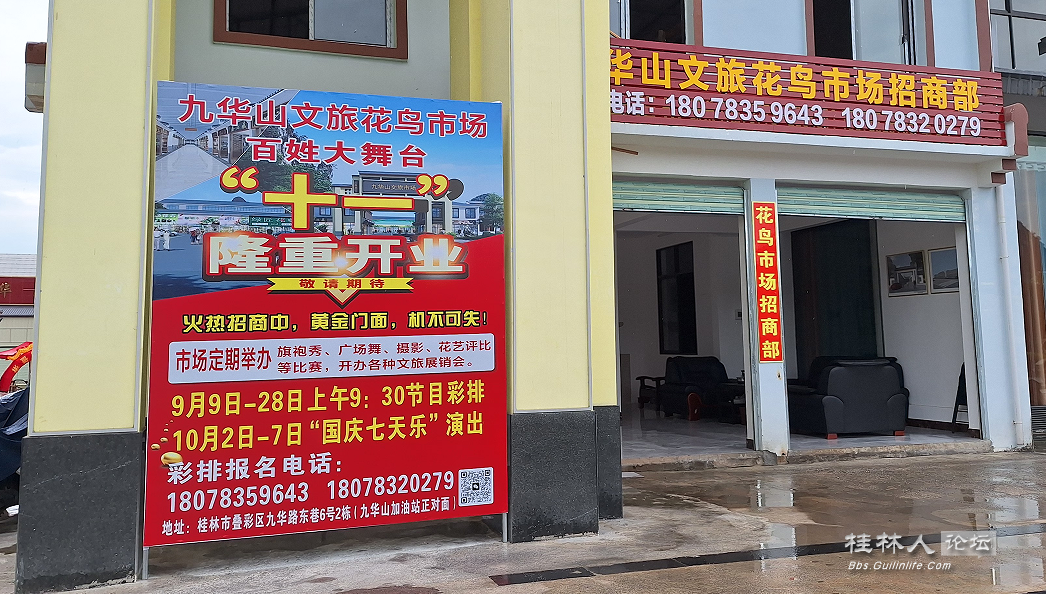 九华山文旅花鸟市场
百姓大舞台
九华山文旅市场
“十一”
隆重开业
敬请期待
火热招商中，黄金门面，机不可失！
市场定期举办 旗袍秀、广场舞、摄影、花艺评比
等比赛，开办各种文旅展销会。
9月9日-28日上午9：30节目彩排
10月2日-7日“国庆七天乐”演出
彩排报名电话：
18078359643 18078320279
地址：桂林市叠彩区九华路东巷6号2栋（九华山加油站正对面）
华山文旅花鸟市场招商部
电话：18078359643 18078320279
花鸟市场招商部
桂林人论坛
Bbs.Guilinlife.Com